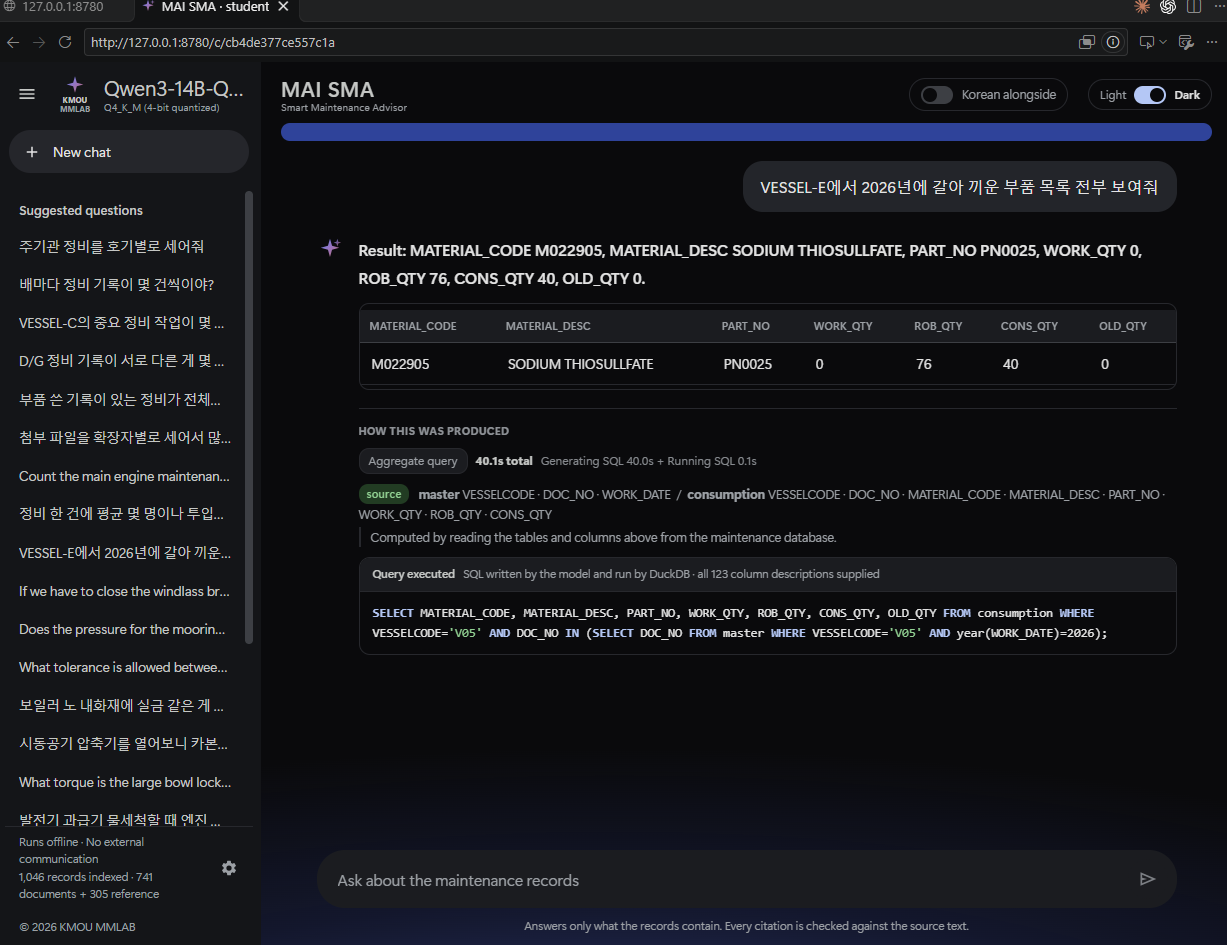 127.0.0.1:8780
MAI SMA · student
http://127.0.0.1:8780/c/cb4de377ce557c1a
KMOU
MMLAB
Qwen3-14B-Q...
Q4_K_M (4-bit quantized)
New chat
Suggested questions
주기관 정비를 호기별로 세어줘
배마다 정비 기록이 몇 건씩이야?
VESSEL-C의 중요 정비 작업이 몇 ...
D/G 정비 기록이 서로 다른 게 몇 ...
부품 쓴 기록이 있는 정비가 전체...
첨부 파일을 확장자별로 세어서 많...
Count the main engine maintenan...
정비 한 건에 평균 몇 명이나 투입...
VESSEL-E에서 2026년에 갈아 끼운...
If we have to close the windlass br...
Does the pressure for the moorin...
What tolerance is allowed betwee...
보일러 노 내화재에 실금 같은 게 ...
시동공기 압축기를 열어보니 카본...
What torque is the large bowl lock...
발전기 과급기 물세척할 때 엔진 ...
Runs offline · No external
communication
1,046 records indexed · 741
documents + 305 reference
© 2026 KMOU MMLAB
MAI SMA
Smart Maintenance Advisor
Korean alongside
Light
Dark
VESSEL-E에서 2026년에 갈아 끼운 부품 목록 전부 보여줘
Result: MATERIAL_CODE M022905, MATERIAL_DESC SODIUM THIOSULLFATE, PART_NO PN0025, WORK_QTY 0,
ROB_QTY 76, CONS_QTY 40, OLD_QTY 0.
MATERIAL_CODE MATERIAL_DESC PART_NO WORK_QTY ROB_QTY CONS_QTY OLD_QTY
M022905 SODIUM THIOSULLFATE PN0025 0 76 40 0
HOW THIS WAS PRODUCED
Aggregate query 40.1s total Generating SQL 40.0s + Running SQL 0.1s
source master VESSELCODE · DOC_NO · WORK_DATE / consumption VESSELCODE · DOC_NO · MATERIAL_CODE · MATERIAL_DESC · PART_NO ·
WORK_QTY · ROB_QTY · CONS_QTY
Computed by reading the tables and columns above from the maintenance database.
Query executed SQL written by the model and run by DuckDB · all 123 column descriptions supplied
SELECT MATERIAL_CODE, MATERIAL_DESC, PART_NO, WORK_QTY, ROB_QTY, CONS_QTY, OLD_QTY FROM consumption WHERE
VESSELCODE='V05' AND DOC_NO IN (SELECT DOC_NO FROM master WHERE VESSELCODE='V05' AND year(WORK_DATE)=2026);
Ask about the maintenance records
Answers only what the records contain. Every citation is checked against the source text.